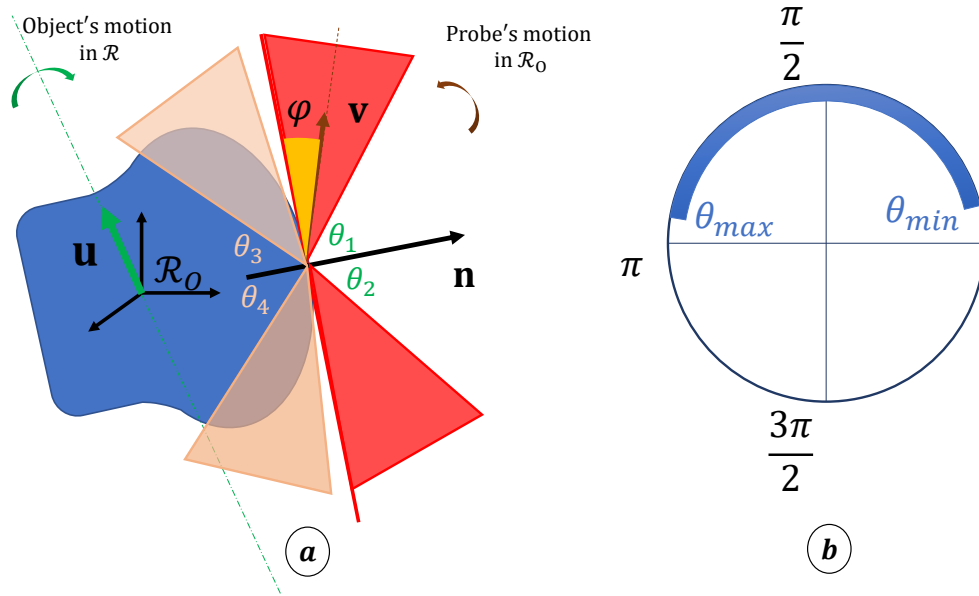 Object's motion
in ℛ
Probe's motion
in ℛ_O
φ
v
θ_1
θ_2
θ_3
θ_4
n
u
ℛ_O
a
π/2
θ_max
θ_min
π
3π/2
b